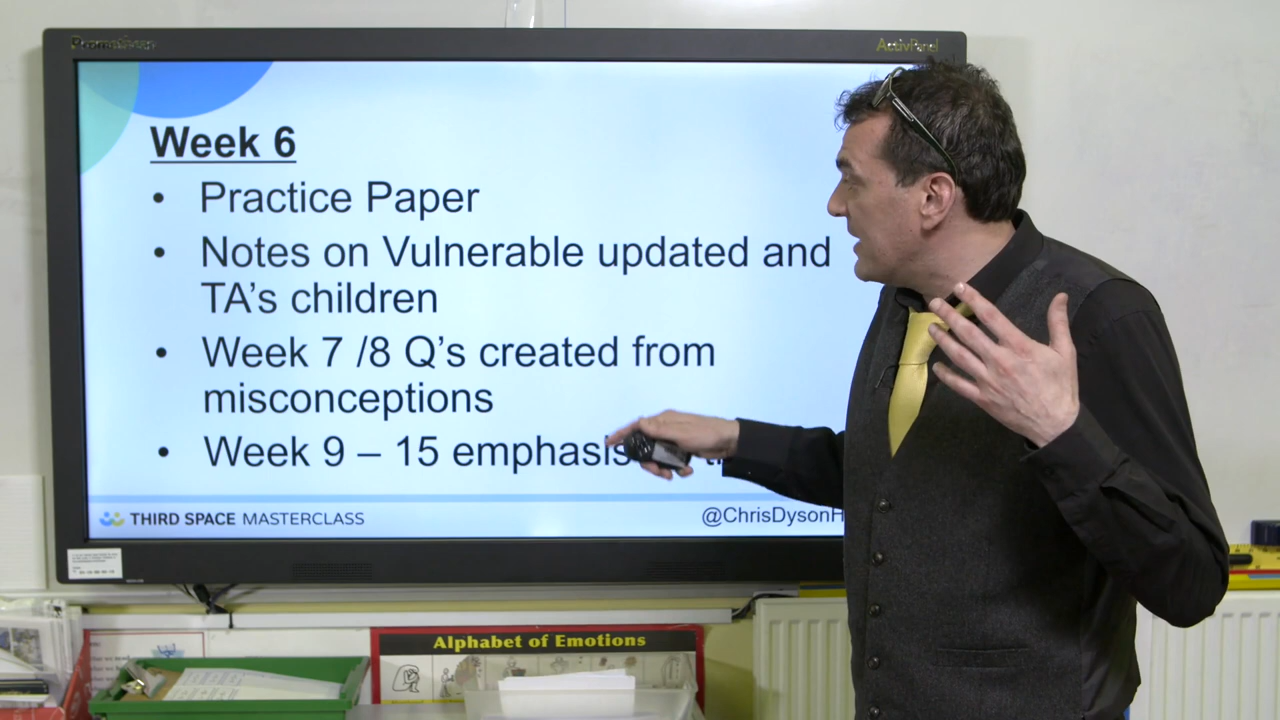 Promethean
ActivPanel
Week 6
• Practice Paper
• Notes on Vulnerable updated and
TA's children
• Week 7 /8 Q's created from
misconceptions
• Week 9 – 15 emphasis
THIRD SPACE MASTERCLASS
@ChrisDysonH
Alphabet of Emotions